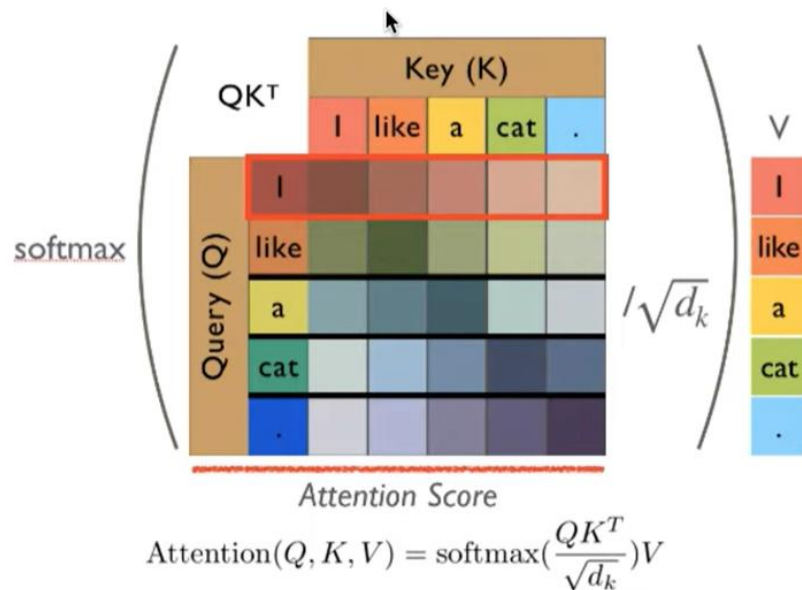 Key (K)
QKᵀ
I like a cat .
V
softmax
Query (Q)
I
like
a
cat
.
/√dₖ
I
like
a
cat
.
Attention Score
Attention(Q, K, V) = softmax(QKᵀ/√dₖ)V